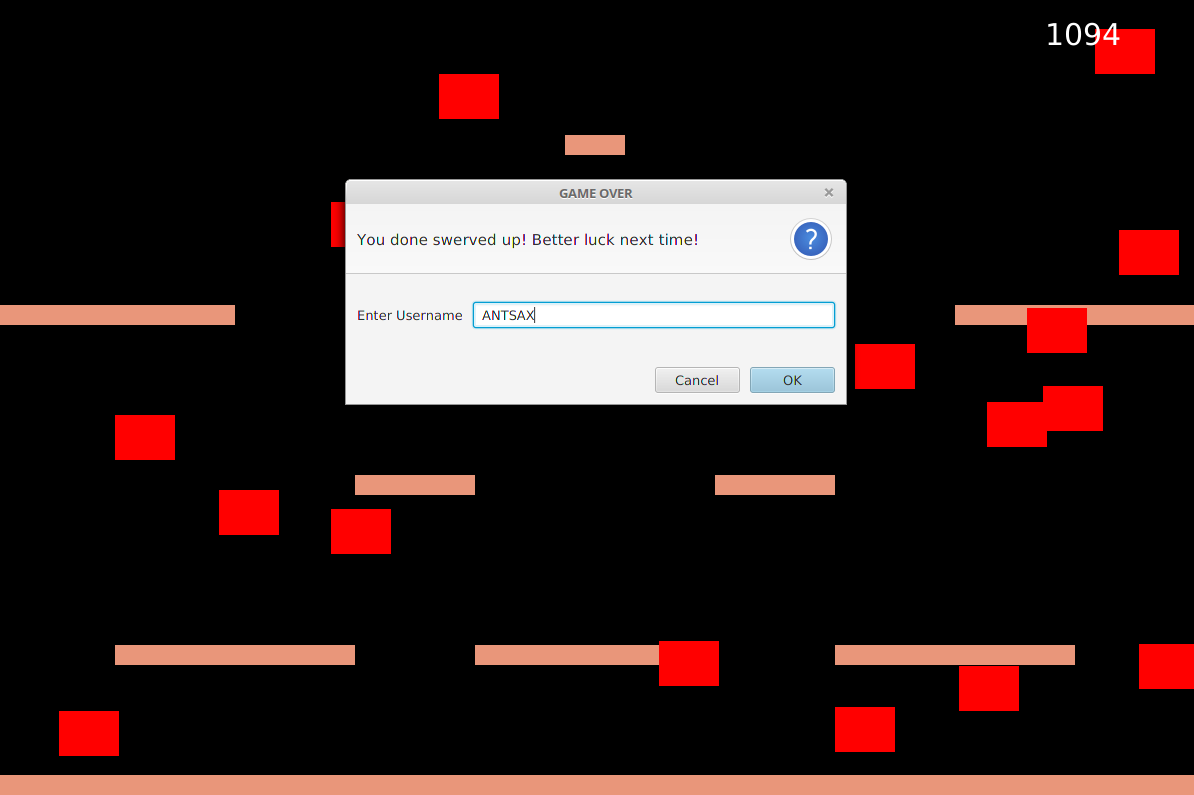 1094
GAME OVER
You done swerved up! Better luck next time!
?
Enter Username ANTSAX
Cancel OK